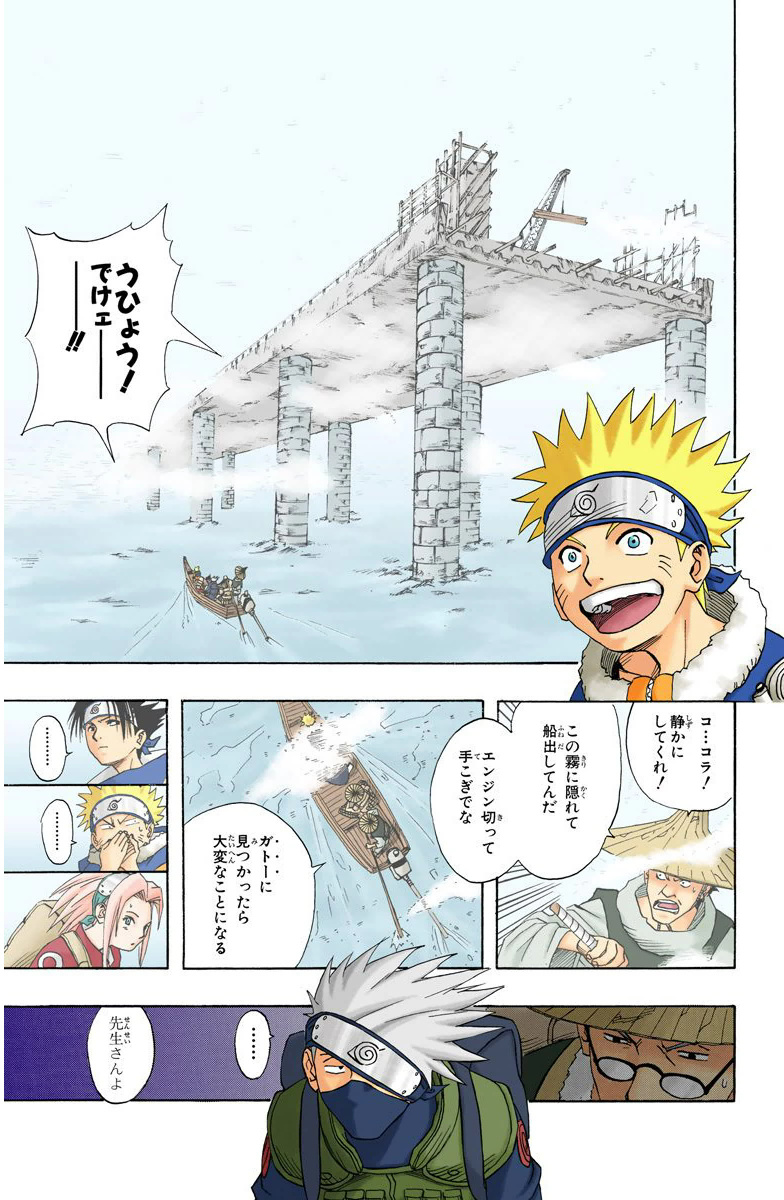 うひょう!
でけェ――
――!!
コ…コラ!
静かに
してくれ!
この霧に隠れて
船出してんだ
エンジン切って
手こぎでな
ガトーに
見つかったら
大変なことになる
……
……
……
先生さんよ